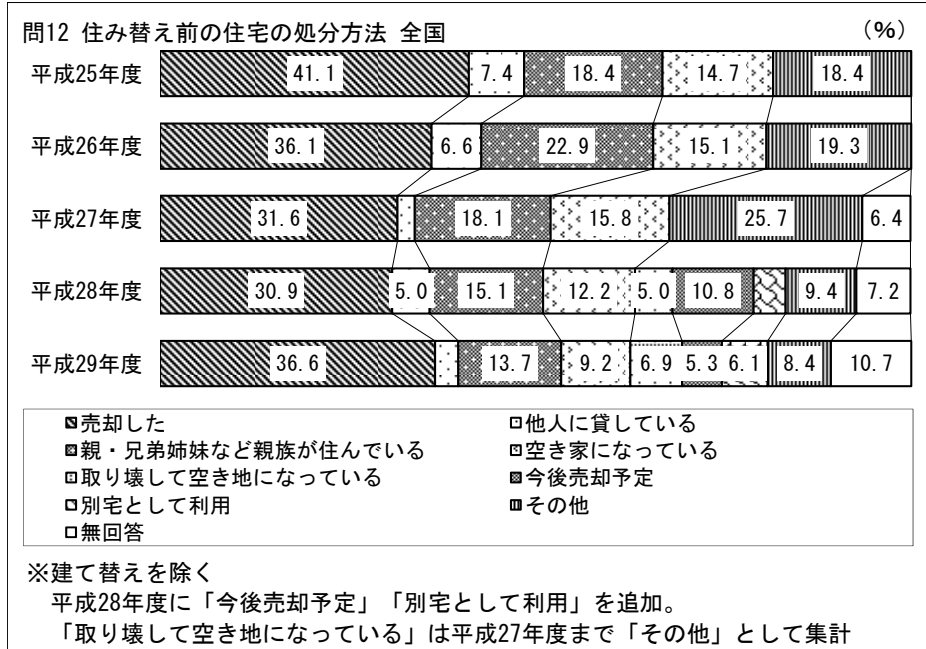 問12 住み替え前の住宅の処分方法 全国 (%)
平成25年度 41.1 7.4 18.4 14.7 18.4
平成26年度 36.1 6.6 22.9 15.1 19.3
平成27年度 31.6 18.1 15.8 25.7 6.4
平成28年度 30.9 5.0 15.1 12.2 5.0 10.8 9.4 7.2
平成29年度 36.6 13.7 9.2 6.9 5.3 6.1 8.4 10.7
売却した 他人に貸している
親・兄弟姉妹など親族が住んでいる 空き家になっている
取り壊して空き地になっている 今後売却予定
別宅として利用 その他
無回答
※建て替えを除く
平成28年度に「今後売却予定」「別宅として利用」を追加。
「取り壊して空き地になっている」は平成27年度まで「その他」として集計